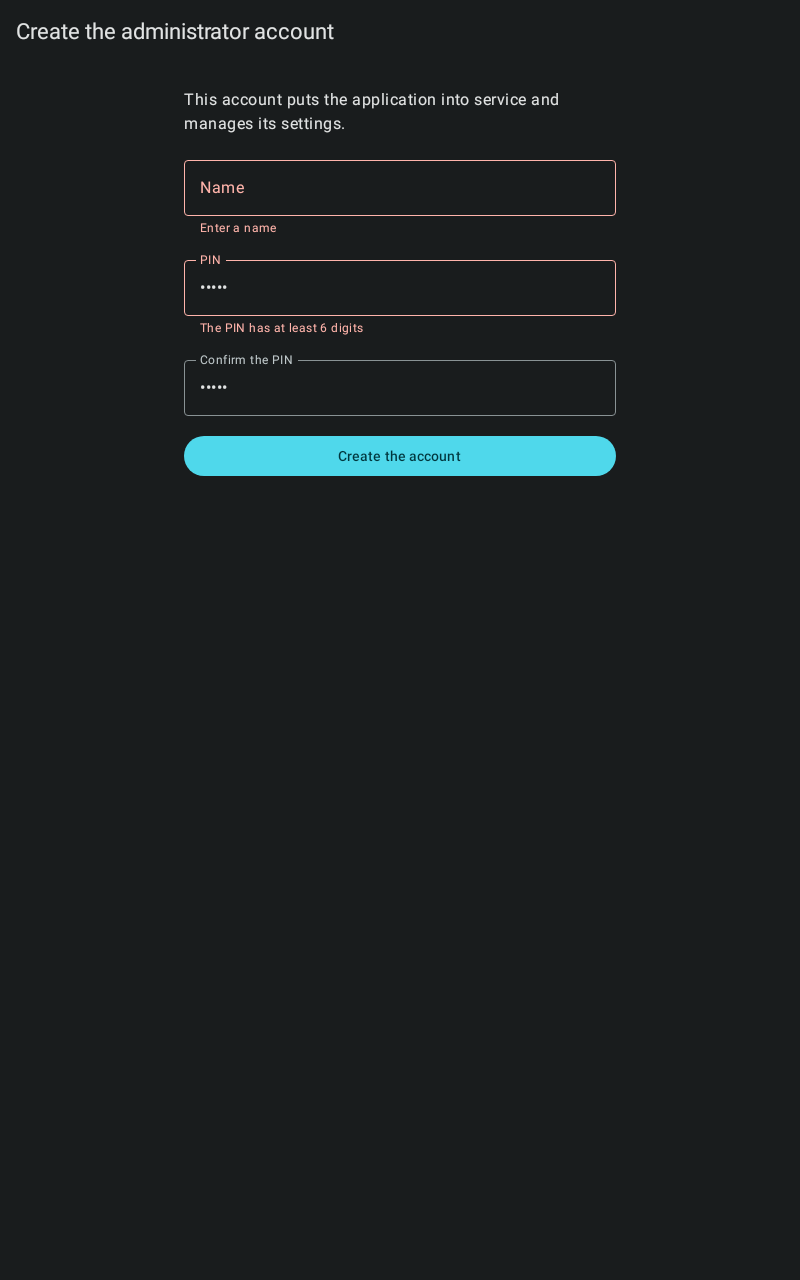 Create the administrator account
This account puts the application into service and
manages its settings.
Name
Enter a name
PIN
•••••
The PIN has at least 6 digits
Confirm the PIN
•••••
Create the account